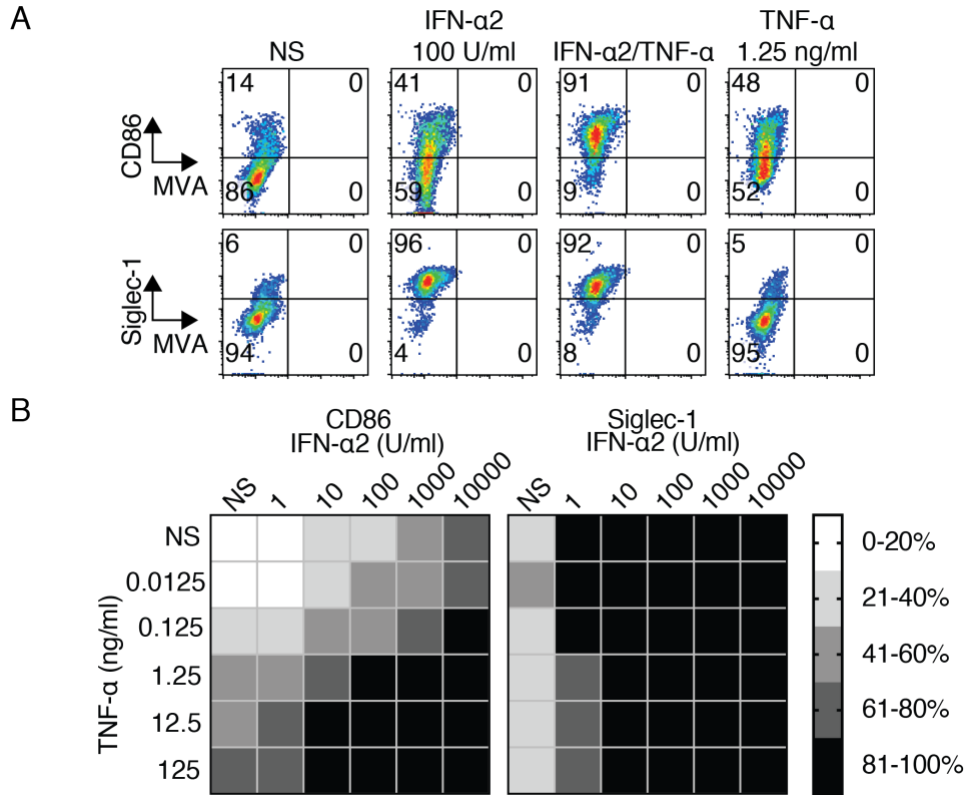 A
IFN-α2 TNF-α
NS 100 U/ml IFN-α2/TNF-α 1.25 ng/ml
CD86
14 0 41 0 91 0 48 0
86 0 59 0 9 0 52 0
MVA
Siglec-1
6 0 96 0 92 0 5 0
94 0 4 0 8 0 95 0
MVA
B
CD86 Siglec-1
IFN-α2 (U/ml) IFN-α2 (U/ml)
NS 1 10 100 1000 10000 NS 1 10 100 1000 10000
TNF-α (ng/ml)
NS
0.0125
0.125
1.25
12.5
125
0-20%
21-40%
41-60%
61-80%
81-100%